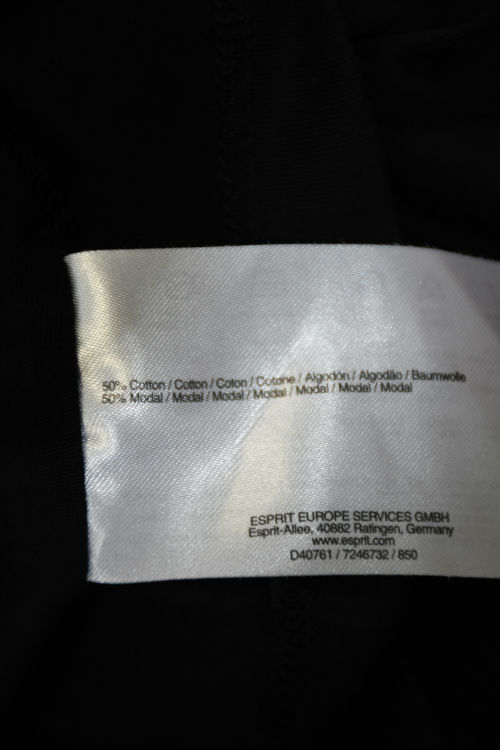 50% Cotton / Cotton / Coton / Cotone / Algodón / Algodão / Baumwolle
50% Modal / Modal / Modal / Modal / Modal / Modal / Modal
ESPRIT EUROPE SERVICES GMBH
Esprit-Allee, 40882 Ratingen, Germany
www.esprit.com
D40761 / 7246732 / 850